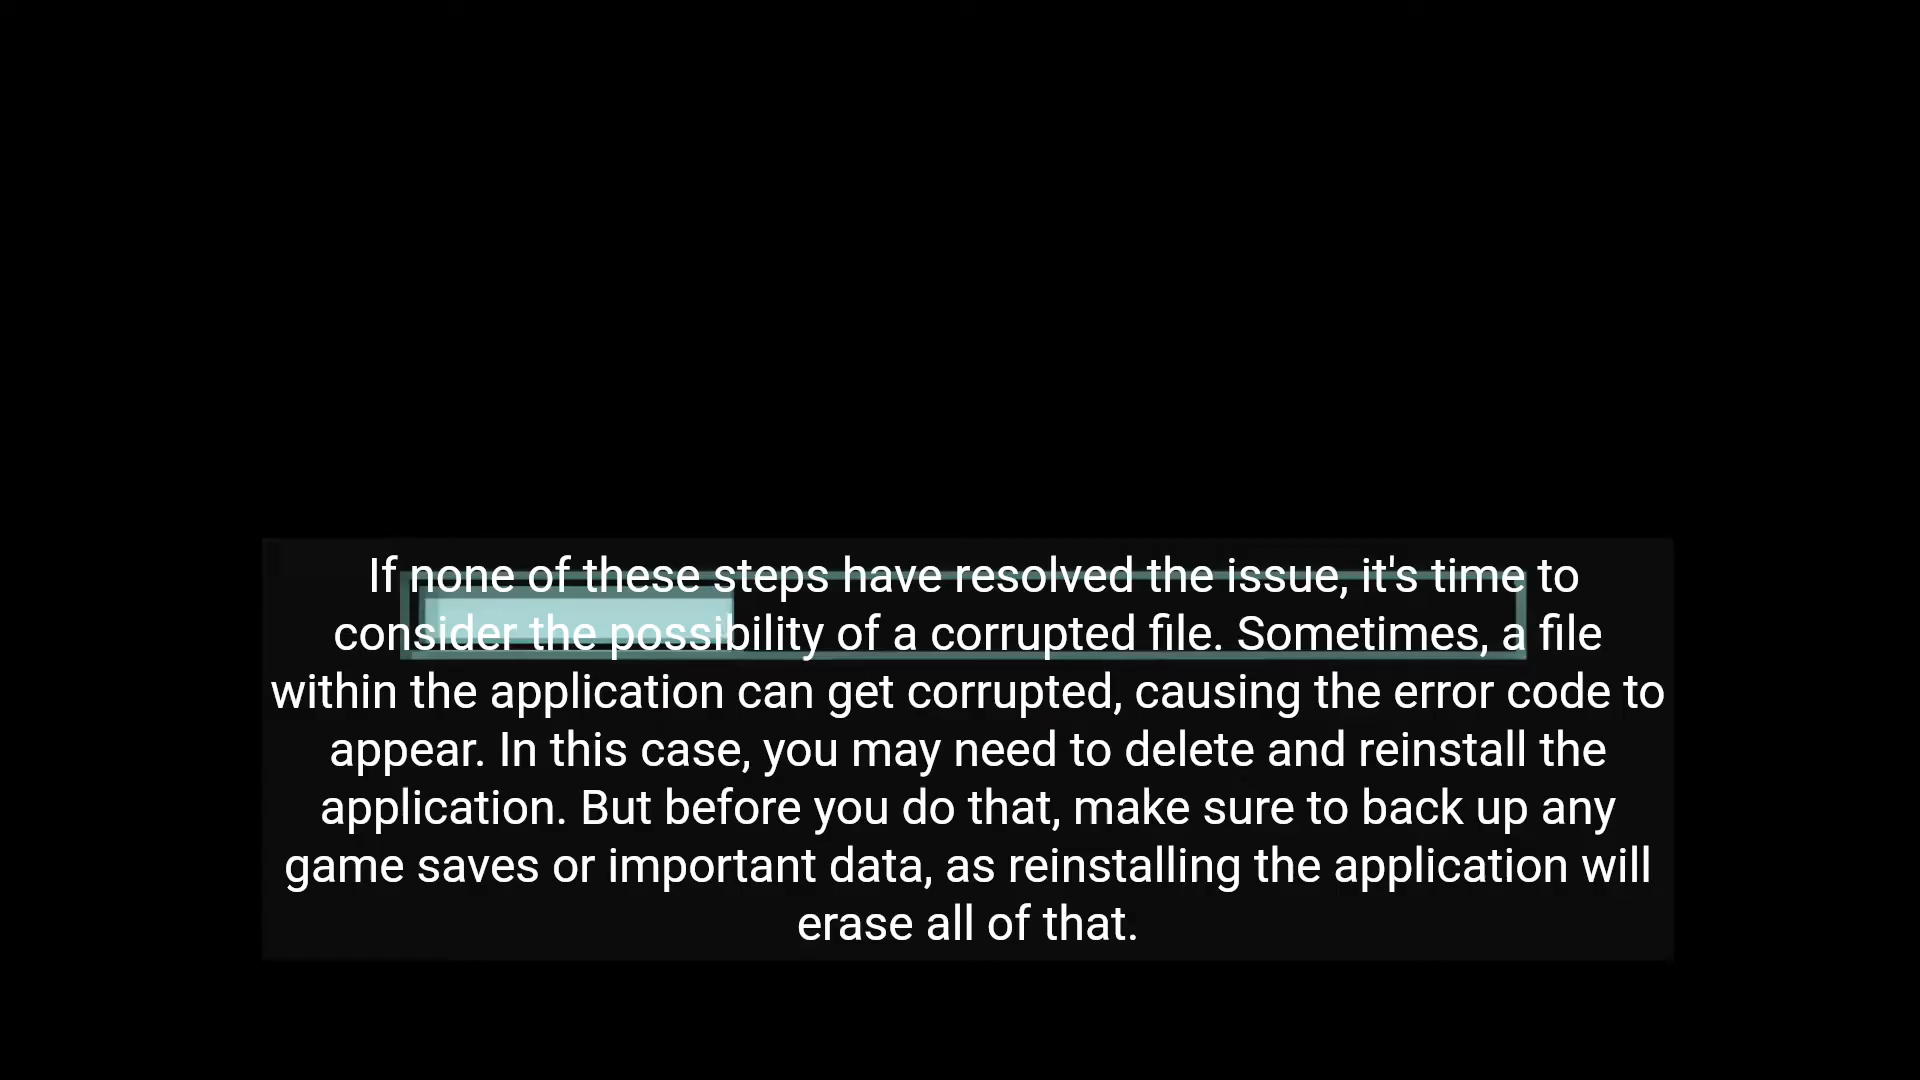 If none of these steps have resolved the issue, it's time to
consider the possibility of a corrupted file. Sometimes, a file
within the application can get corrupted, causing the error code to
appear. In this case, you may need to delete and reinstall the
application. But before you do that, make sure to back up any
game saves or important data, as reinstalling the application will
erase all of that.